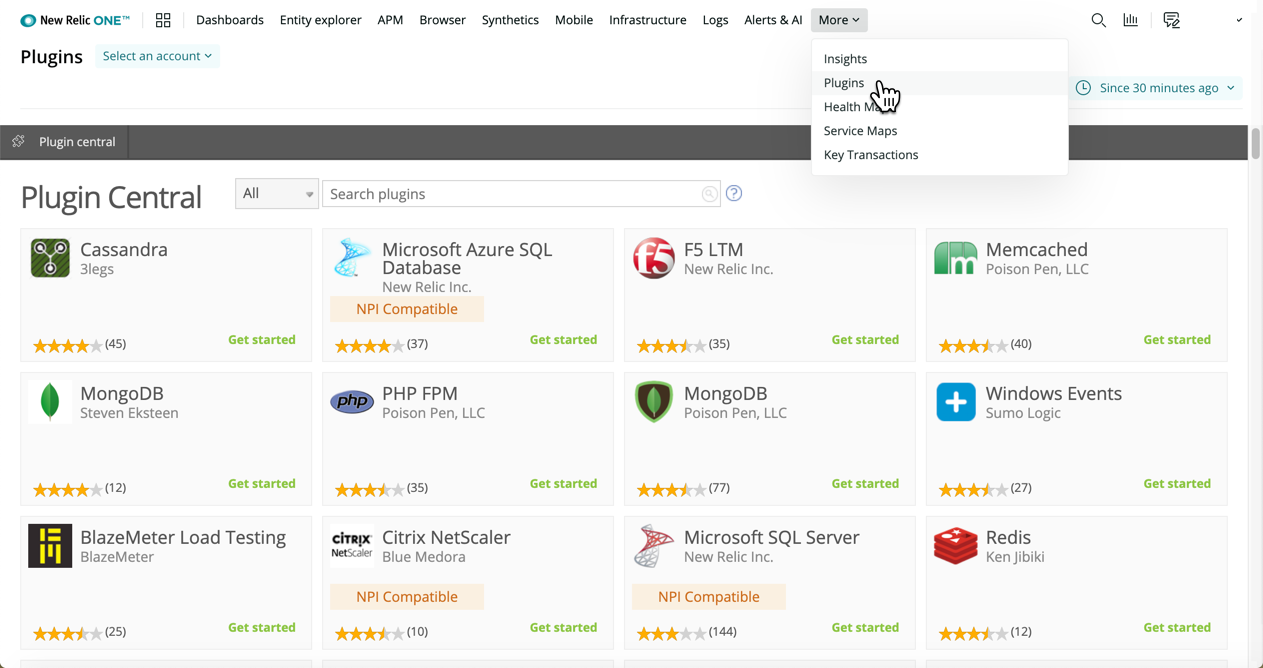 New Relic ONE™ Dashboards Entity explorer APM Browser Synthetics Mobile Infrastructure Logs Alerts & AI More
Plugins Select an account
Insights
Plugins
Health
Service Maps
Key Transactions
Since 30 minutes ago
Plugin central
Plugin Central All Search plugins ?
Cassandra
3legs
(45) Get started
Microsoft Azure SQL
Database
New Relic Inc.
NPI Compatible
(37) Get started
f5
F5 LTM
New Relic Inc.
(35) Get started
m
Memcached
Poison Pen, LLC
(40) Get started
MongoDB
Steven Eksteen
(12) Get started
php
PHP FPM
Poison Pen, LLC
(35) Get started
MongoDB
Poison Pen, LLC
(77) Get started
Windows Events
Sumo Logic
(27) Get started
BlazeMeter Load Testing
BlazeMeter
(25) Get started
CITRIX
NetScaler
Citrix NetScaler
Blue Medora
NPI Compatible
(10) Get started
Microsoft SQL Server
New Relic Inc.
NPI Compatible
(144) Get started
Redis
Ken Jibiki
(12) Get started